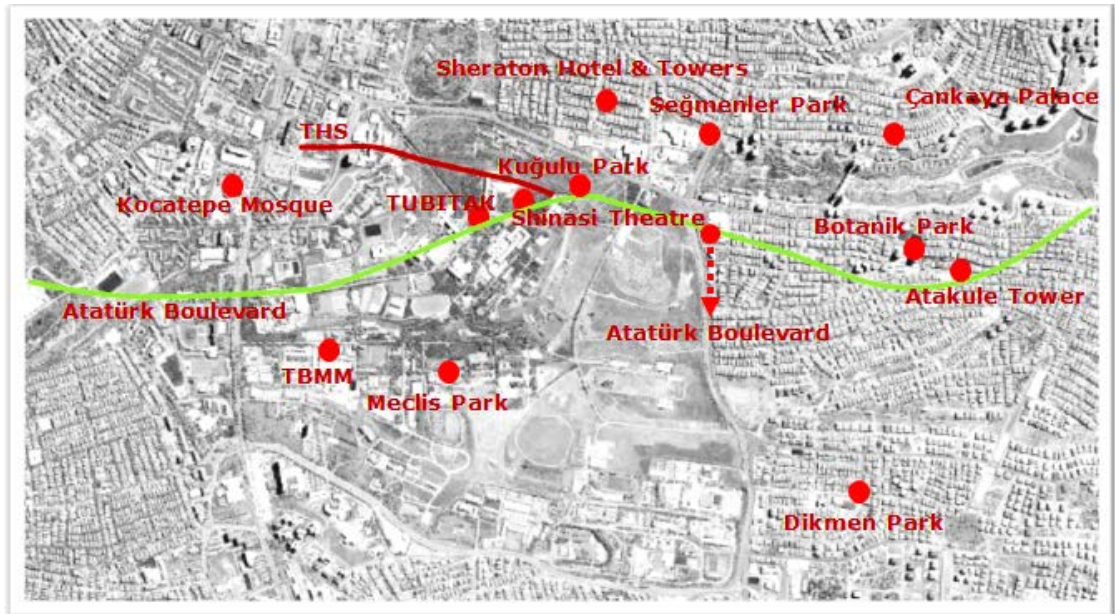 Sheraton Hotel & Towers
Seğmenler Park
Çankaya Palace
THS
Kuğulu Park
Kocatepe Mosque
TUBITAK
Shinasi Theatre
Botanik Park
Atatürk Boulevard
Atakule Tower
Atatürk Boulevard
TBMM
Meclis Park
Dikmen Park